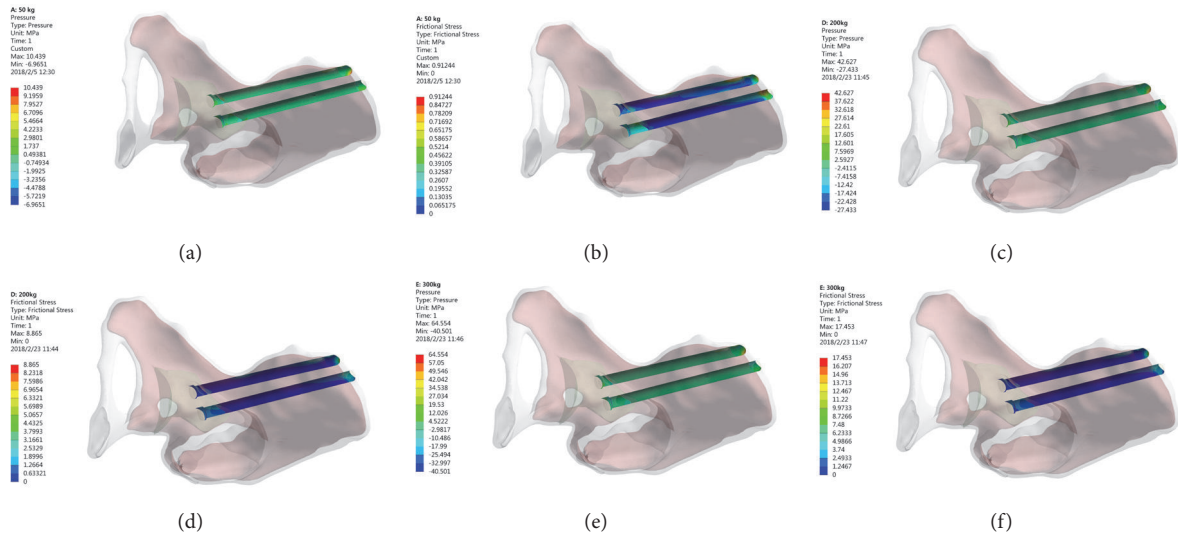 A: 50 kg
Pressure
Type: Pressure
Unit: MPa
Time: 1
Custom
Max: 10.439
Min: -6.9651
2018/2/5 12:30
10.439
9.1959
7.9527
6.7096
5.4664
4.2233
2.9801
1.737
0.49381
-0.74934
-1.9925
-3.2356
-4.4788
-5.7219
-6.9651
(a)
A: 50 kg
Frictional Stress
Type: Frictional Stress
Unit: MPa
Time: 1
Custom
Max: 0.91244
Min: 0
2018/2/5 12:30
0.91244
0.84727
0.78209
0.71692
0.65175
0.58657
0.5214
0.45622
0.39105
0.32587
0.2607
0.19552
0.13035
0.065175
0
(b)
D: 200kg
Pressure
Type: Pressure
Unit: MPa
Time: 1
Max: 42.627
Min: -27.433
2018/2/23 11:45
42.627
37.622
32.618
27.614
22.61
17.605
12.601
7.5969
2.5927
-2.4115
-7.4158
-12.42
-17.424
-22.428
-27.433
(c)
D: 200kg
Frictional Stress
Type: Frictional Stress
Unit: MPa
Time: 1
Max: 8.865
Min: 0
2018/2/23 11:44
8.865
8.2318
7.5986
6.9654
6.3321
5.6989
5.0657
4.4325
3.7993
3.1661
2.5329
1.8996
1.2664
0.63321
0
(d)
E: 300kg
Pressure
Type: Pressure
Unit: MPa
Time: 1
Max: 64.554
Min: -40.501
2018/2/23 11:46
64.554
57.05
49.546
42.042
34.538
27.034
19.53
12.026
4.5222
-2.9817
-10.486
-17.99
-25.494
-32.997
-40.501
(e)
E: 300kg
Frictional Stress
Type: Frictional Stress
Unit: MPa
Time: 1
Max: 17.453
Min: 0
2018/2/23 11:47
17.453
16.207
14.96
13.713
12.467
11.22
9.9733
8.7266
7.48
6.2333
4.9866
3.74
2.4933
1.2467
0
(f)